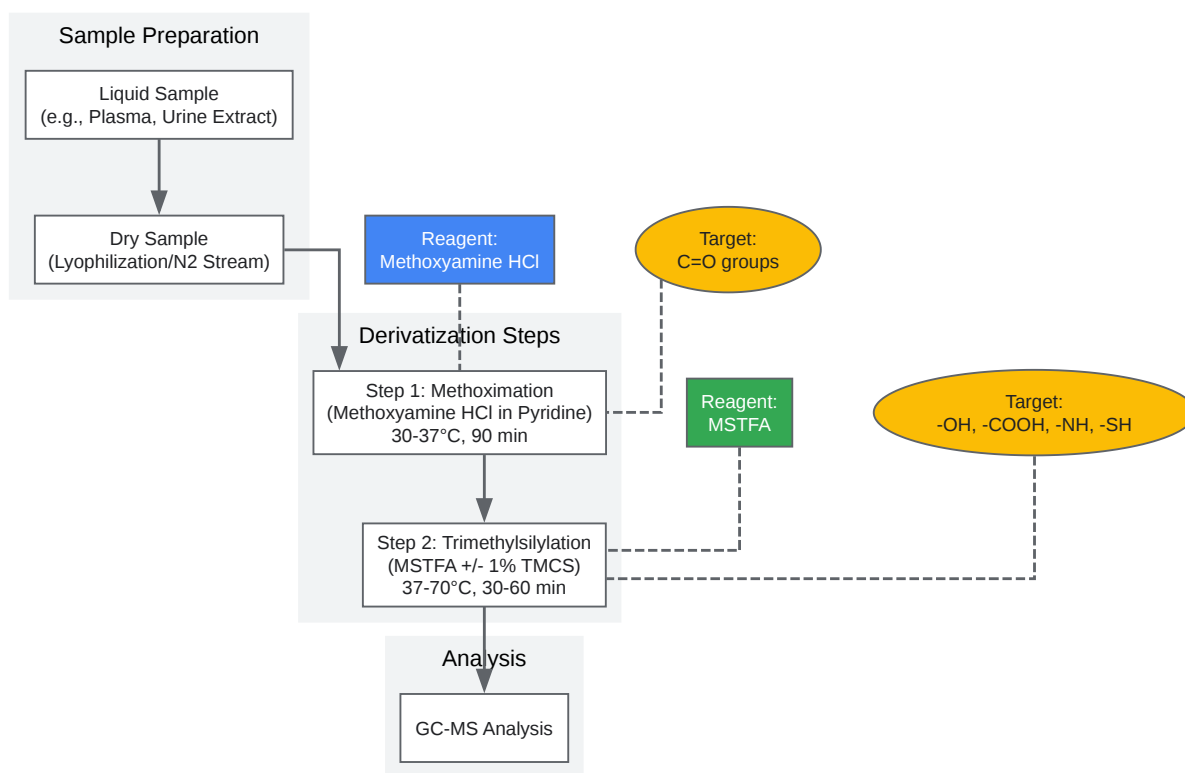 Sample Preparation
Liquid Sample
(e.g., Plasma, Urine Extract)
Dry Sample
(Lyophilization/N2 Stream)
Reagent:
Methoxyamine HCl
Target:
C=O groups
Derivatization Steps
Step 1: Methoximation
(Methoxyamine HCl in Pyridine)
30-37°C, 90 min
Reagent:
MSTFA
Target:
-OH, -COOH, -NH, -SH
Step 2: Trimethylsilylation
(MSTFA +/- 1% TMCS)
37-70°C, 30-60 min
Analysis
GC-MS Analysis